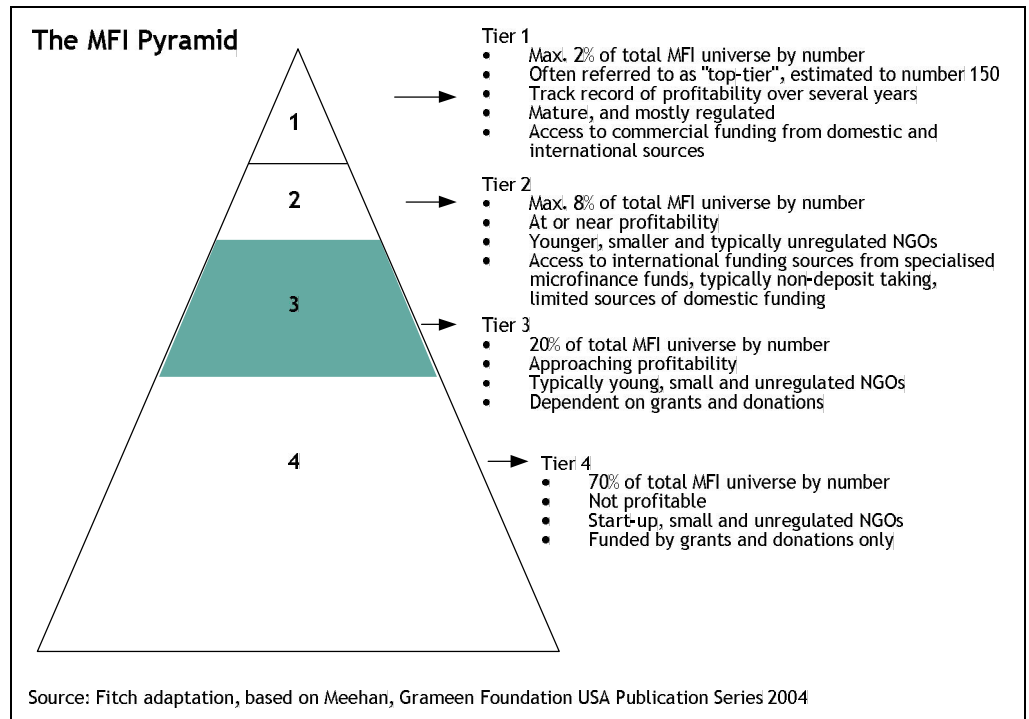 The MFI Pyramid
1
2
3
4
Tier 1
• Max. 2% of total MFI universe by number
• Often referred to as "top-tier", estimated to number 150
• Track record of profitability over several years
• Mature, and mostly regulated
• Access to commercial funding from domestic and
international sources
Tier 2
• Max. 8% of total MFI universe by number
• At or near profitability
• Younger, smaller and typically unregulated NGOs
• Access to international funding sources from specialised
microfinance funds, typically non-deposit taking,
limited sources of domestic funding
Tier 3
• 20% of total MFI universe by number
• Approaching profitability
• Typically young, small and unregulated NGOs
• Dependent on grants and donations
Tier 4
• 70% of total MFI universe by number
• Not profitable
• Start-up, small and unregulated NGOs
• Funded by grants and donations only
Source: Fitch adaptation, based on Meehan, Grameen Foundation USA Publication Series 2004